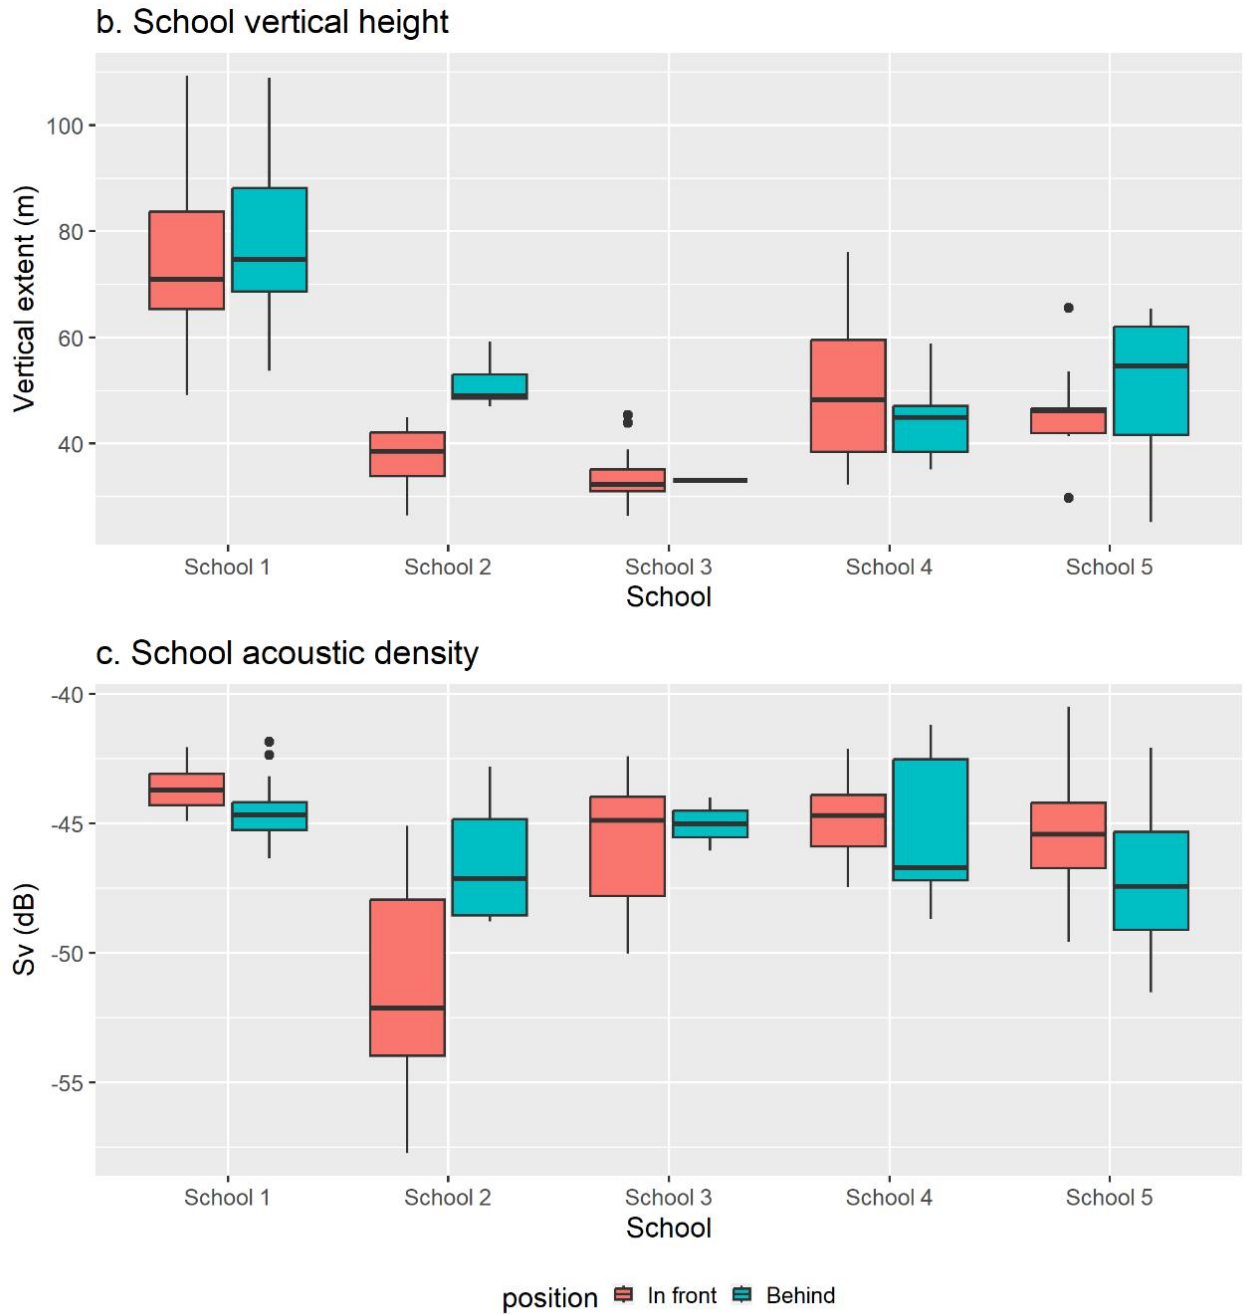 b. School vertical height
100
80
60
40
Vertical extent (m)
School 1 School 2 School 3 School 4 School 5
School
c. School acoustic density
-40
-45
-50
-55
Sv (dB)
School 1 School 2 School 3 School 4 School 5
School
position In front Behind